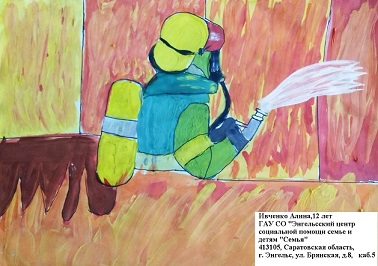 Ивченко Алина,12 лет
ГАУ СО "Энгельсский центр
социальной помощи семье и
детям "Семья"
413105, Саратовская область,
г. Энгельс, ул. Брянская, д.8, каб.5